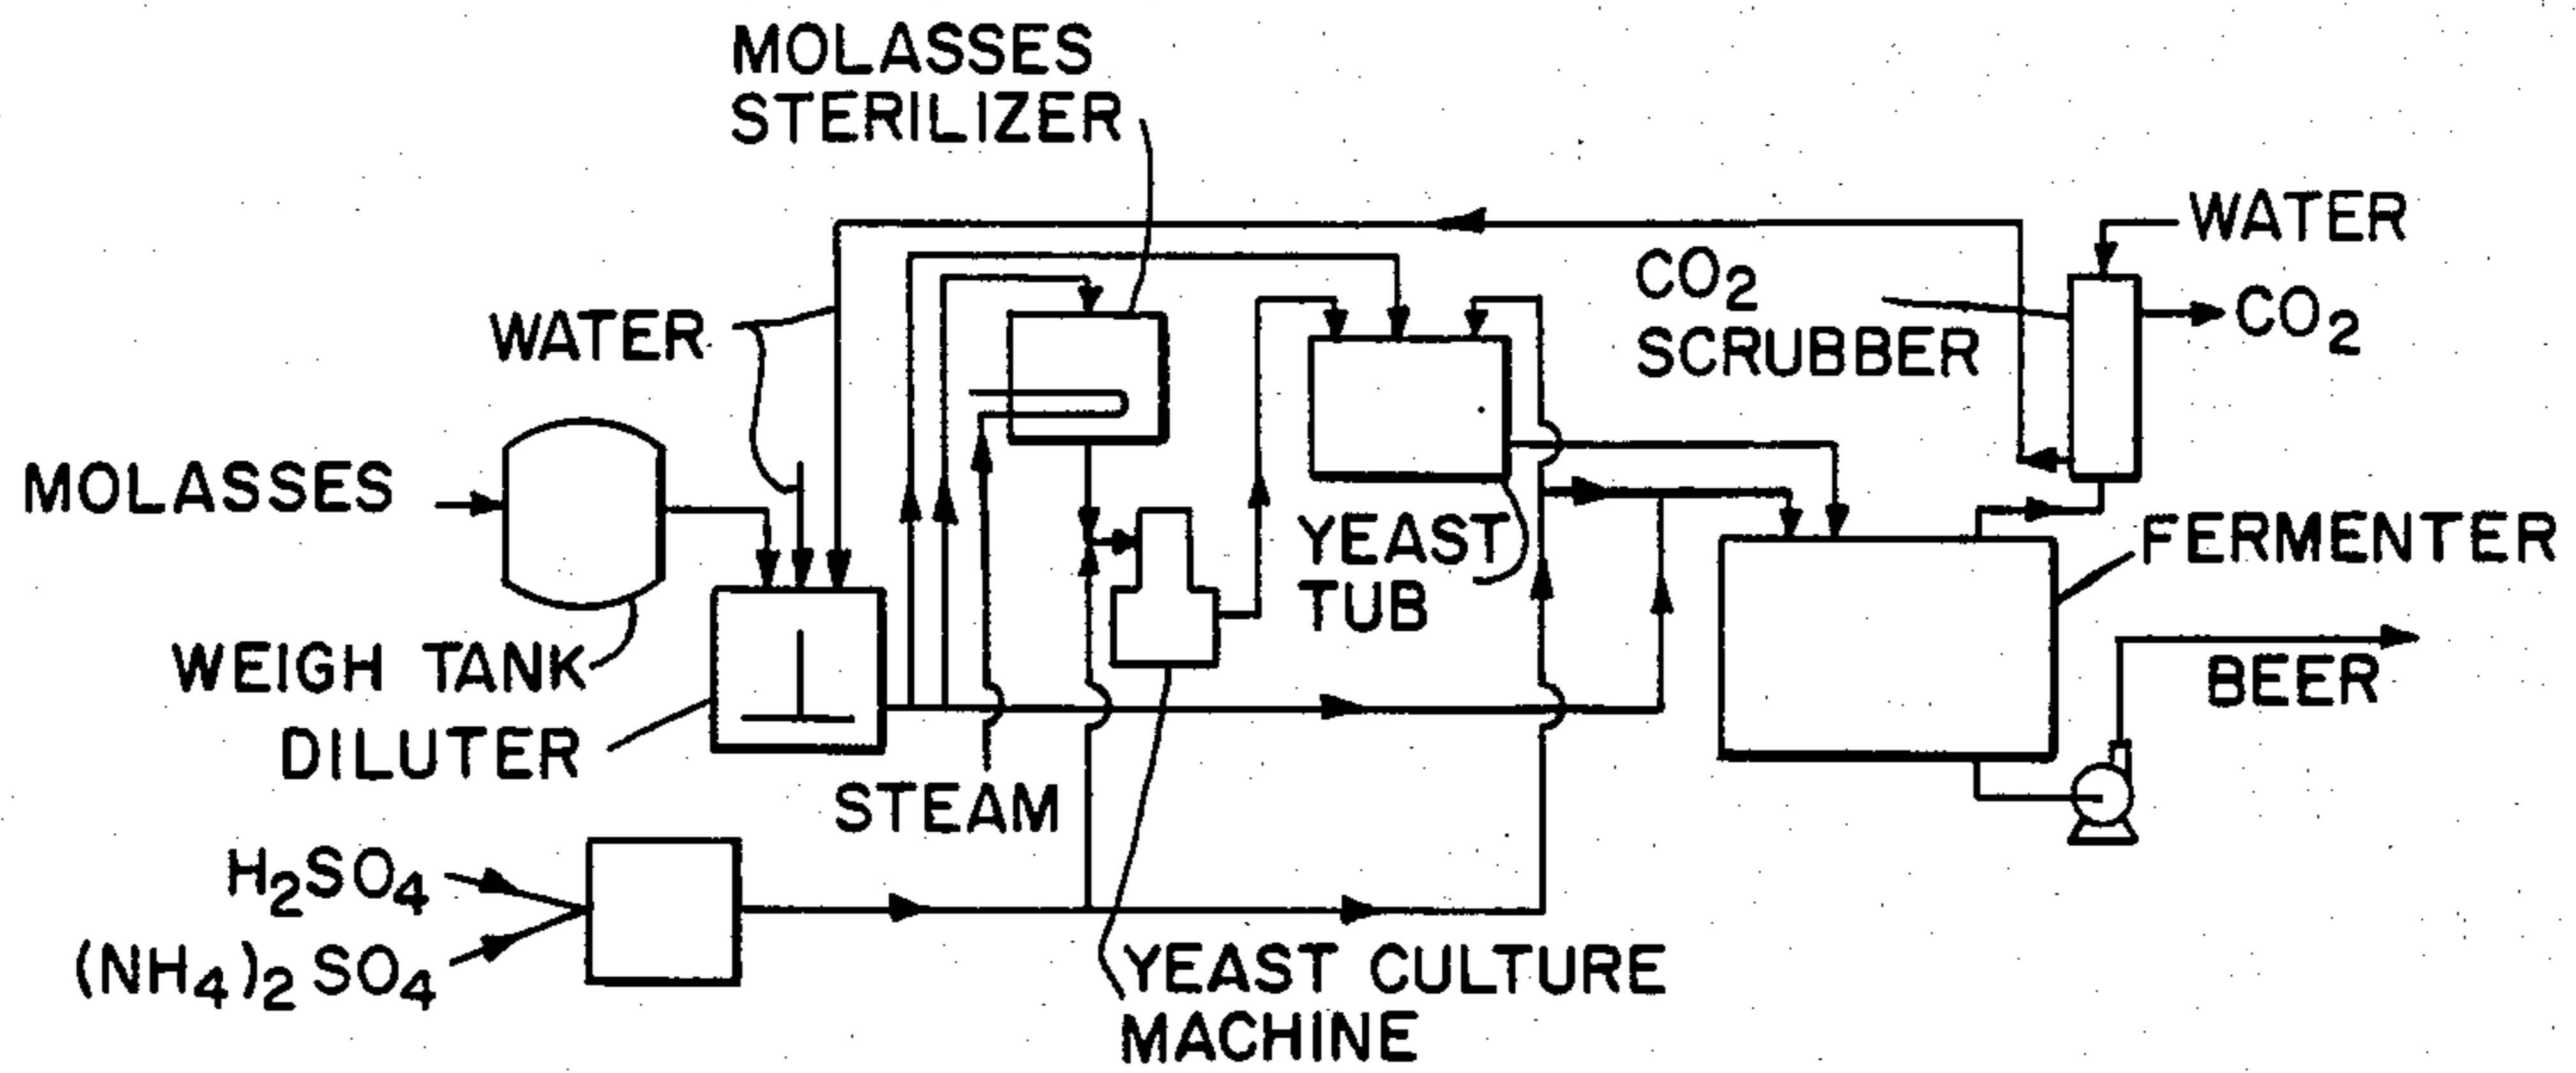 MOLASSES
STERILIZER
WATER
CO2
SCRUBBER
WATER
CO2
MOLASSES
WEIGH TANK
DILUTER
STEAM
YEAST
TUB
FERMENTER
BEER
H2SO4
(NH4)2 SO4
YEAST CULTURE
MACHINE